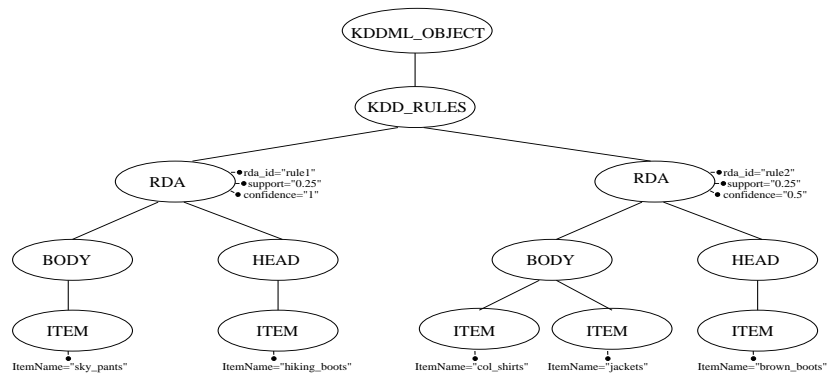 KDDML_OBJECT
KDD_RULES
RDA
rda_id="rule1"
support="0.25"
confidence="1"
RDA
rda_id="rule2"
support="0.25"
confidence="0.5"
BODY
HEAD
BODY
HEAD
ITEM
ITEM
ITEM
ITEM
ITEM
ItemName="sky_pants"
ItemName="hiking_boots"
ItemName="col_shirts"
ItemName="jackets"
ItemName="brown_boots"